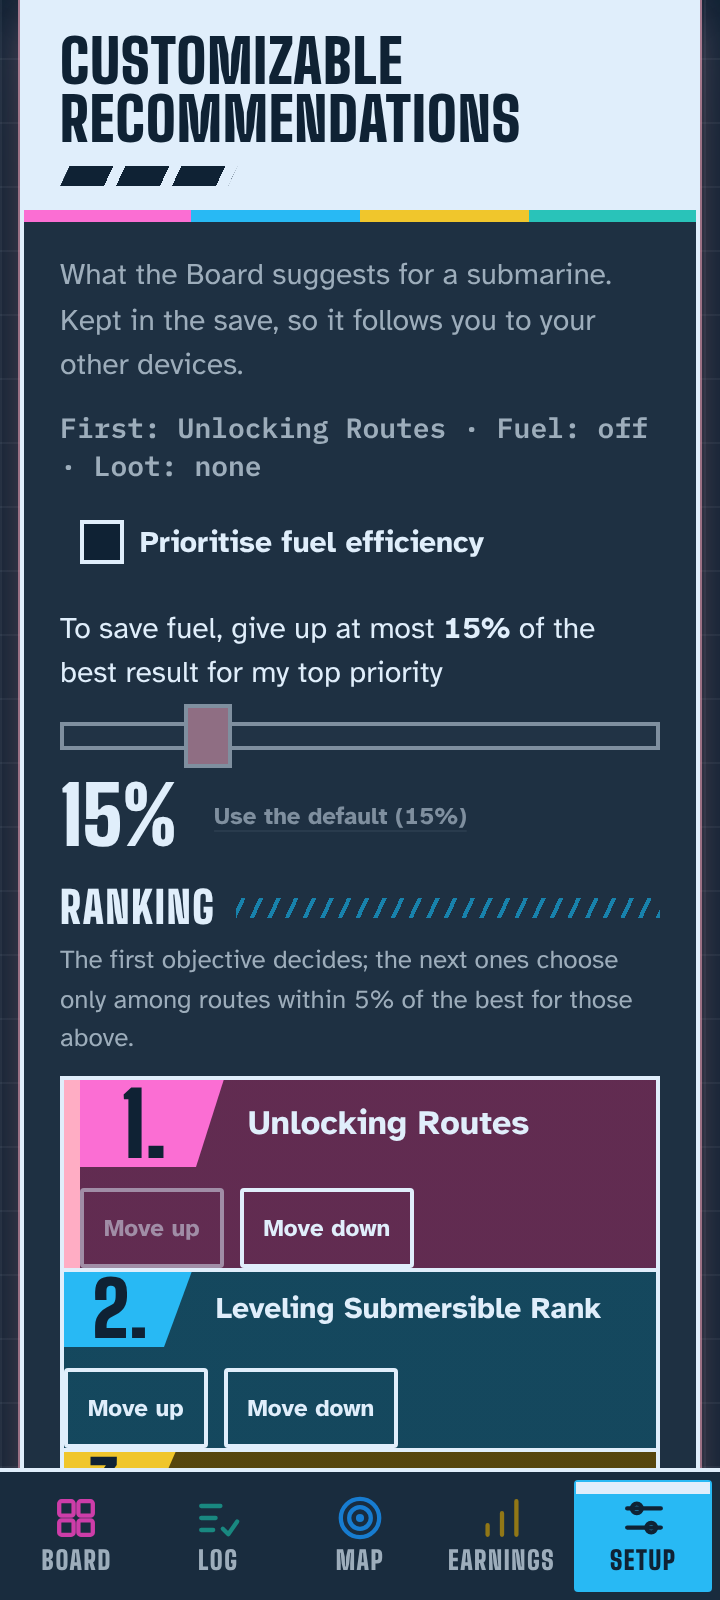 CUSTOMIZABLE
RECOMMENDATIONS
What the Board suggests for a submarine.
Kept in the save, so it follows you to your
other devices.
First: Unlocking Routes · Fuel: off
· Loot: none
Prioritise fuel efficiency
To save fuel, give up at most 15% of the
best result for my top priority
15% Use the default (15%)
RANKING
The first objective decides; the next ones choose
only among routes within 5% of the best for those
above.
1. Unlocking Routes
Move up Move down
2. Leveling Submersible Rank
Move up Move down
BOARD LOG MAP EARNINGS SETUP